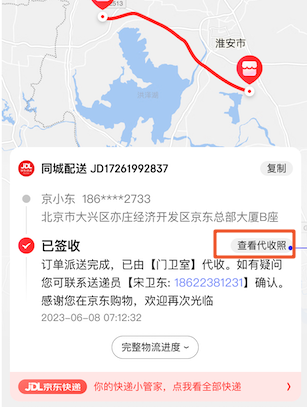 S13
淮安市
JDL 同城配送 JD17261992837 复制
京小东 186****2733
北京市大兴区亦庄经济开发区京东总部大厦B座
已签收 查看代收照
订单派送完成，已由【门卫室】代收。如有疑问
您可联系送递员【宋卫东: 18622381231】确认。
感谢您在京东购物，欢迎再次光临
2023-06-08 07:12:32
完整物流进度
JDL 京东快递 你的快递小管家，点我看全部快递